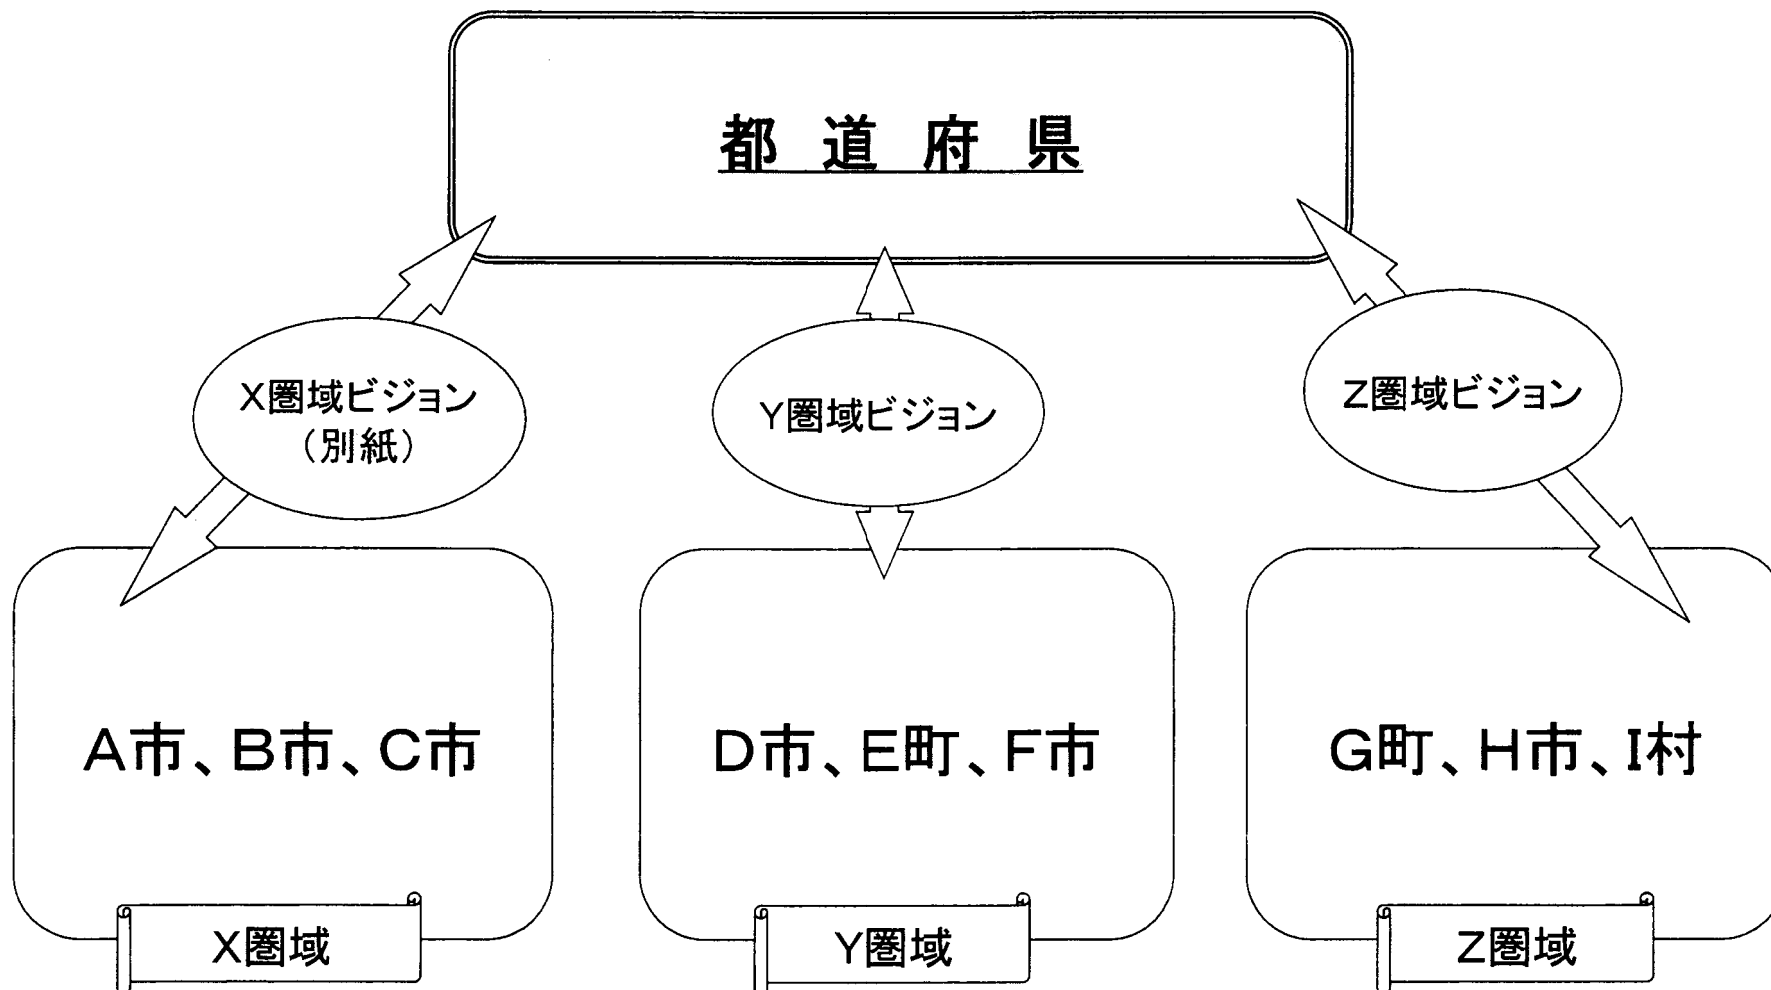 都道府県
X圏域ビジョン
（別紙）
Y圏域ビジョン
Z圏域ビジョン
A市、B市、C市
D市、E町、F市
G町、H市、I村
X圏域
Y圏域
Z圏域